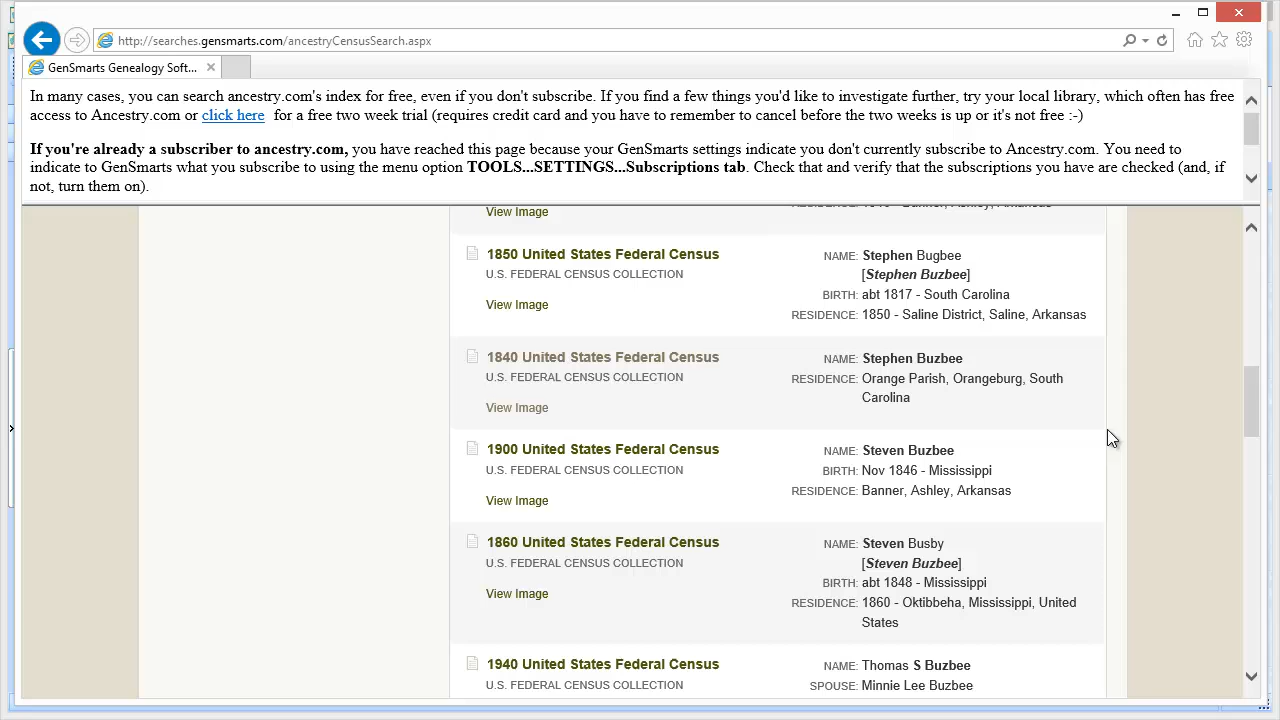 http://searches.gensmarts.com/ancestryCensusSearch.aspx
GenSmarts Genealogy Soft...
In many cases, you can search ancestry.com's index for free, even if you don't subscribe. If you find a few things you'd like to investigate further, try your local library, which often has free
access to Ancestry.com or click here for a free two week trial (requires credit card and you have to remember to cancel before the two weeks is up or it's not free :-)
If you're already a subscriber to ancestry.com, you have reached this page because your GenSmarts settings indicate you don't currently subscribe to Ancestry.com. You need to
indicate to GenSmarts what you subscribe to using the menu option TOOLS...SETTINGS...Subscriptions tab. Check that and verify that the subscriptions you have are checked (and, if
not, turn them on).
View Image
1850 United States Federal Census
U.S. FEDERAL CENSUS COLLECTION
View Image
NAME: Stephen Bugbee
[Stephen Buzbee]
BIRTH: abt 1817 - South Carolina
RESIDENCE: 1850 - Saline District, Saline, Arkansas
1840 United States Federal Census
U.S. FEDERAL CENSUS COLLECTION
View Image
NAME: Stephen Buzbee
RESIDENCE: Orange Parish, Orangeburg, South
Carolina
1900 United States Federal Census
U.S. FEDERAL CENSUS COLLECTION
View Image
NAME: Steven Buzbee
BIRTH: Nov 1846 - Mississippi
RESIDENCE: Banner, Ashley, Arkansas
1860 United States Federal Census
U.S. FEDERAL CENSUS COLLECTION
View Image
NAME: Steven Busby
[Steven Buzbee]
BIRTH: abt 1848 - Mississippi
RESIDENCE: 1860 - Oktibbeha, Mississippi, United
States
1940 United States Federal Census
U.S. FEDERAL CENSUS COLLECTION
NAME: Thomas S Buzbee
SPOUSE: Minnie Lee Buzbee